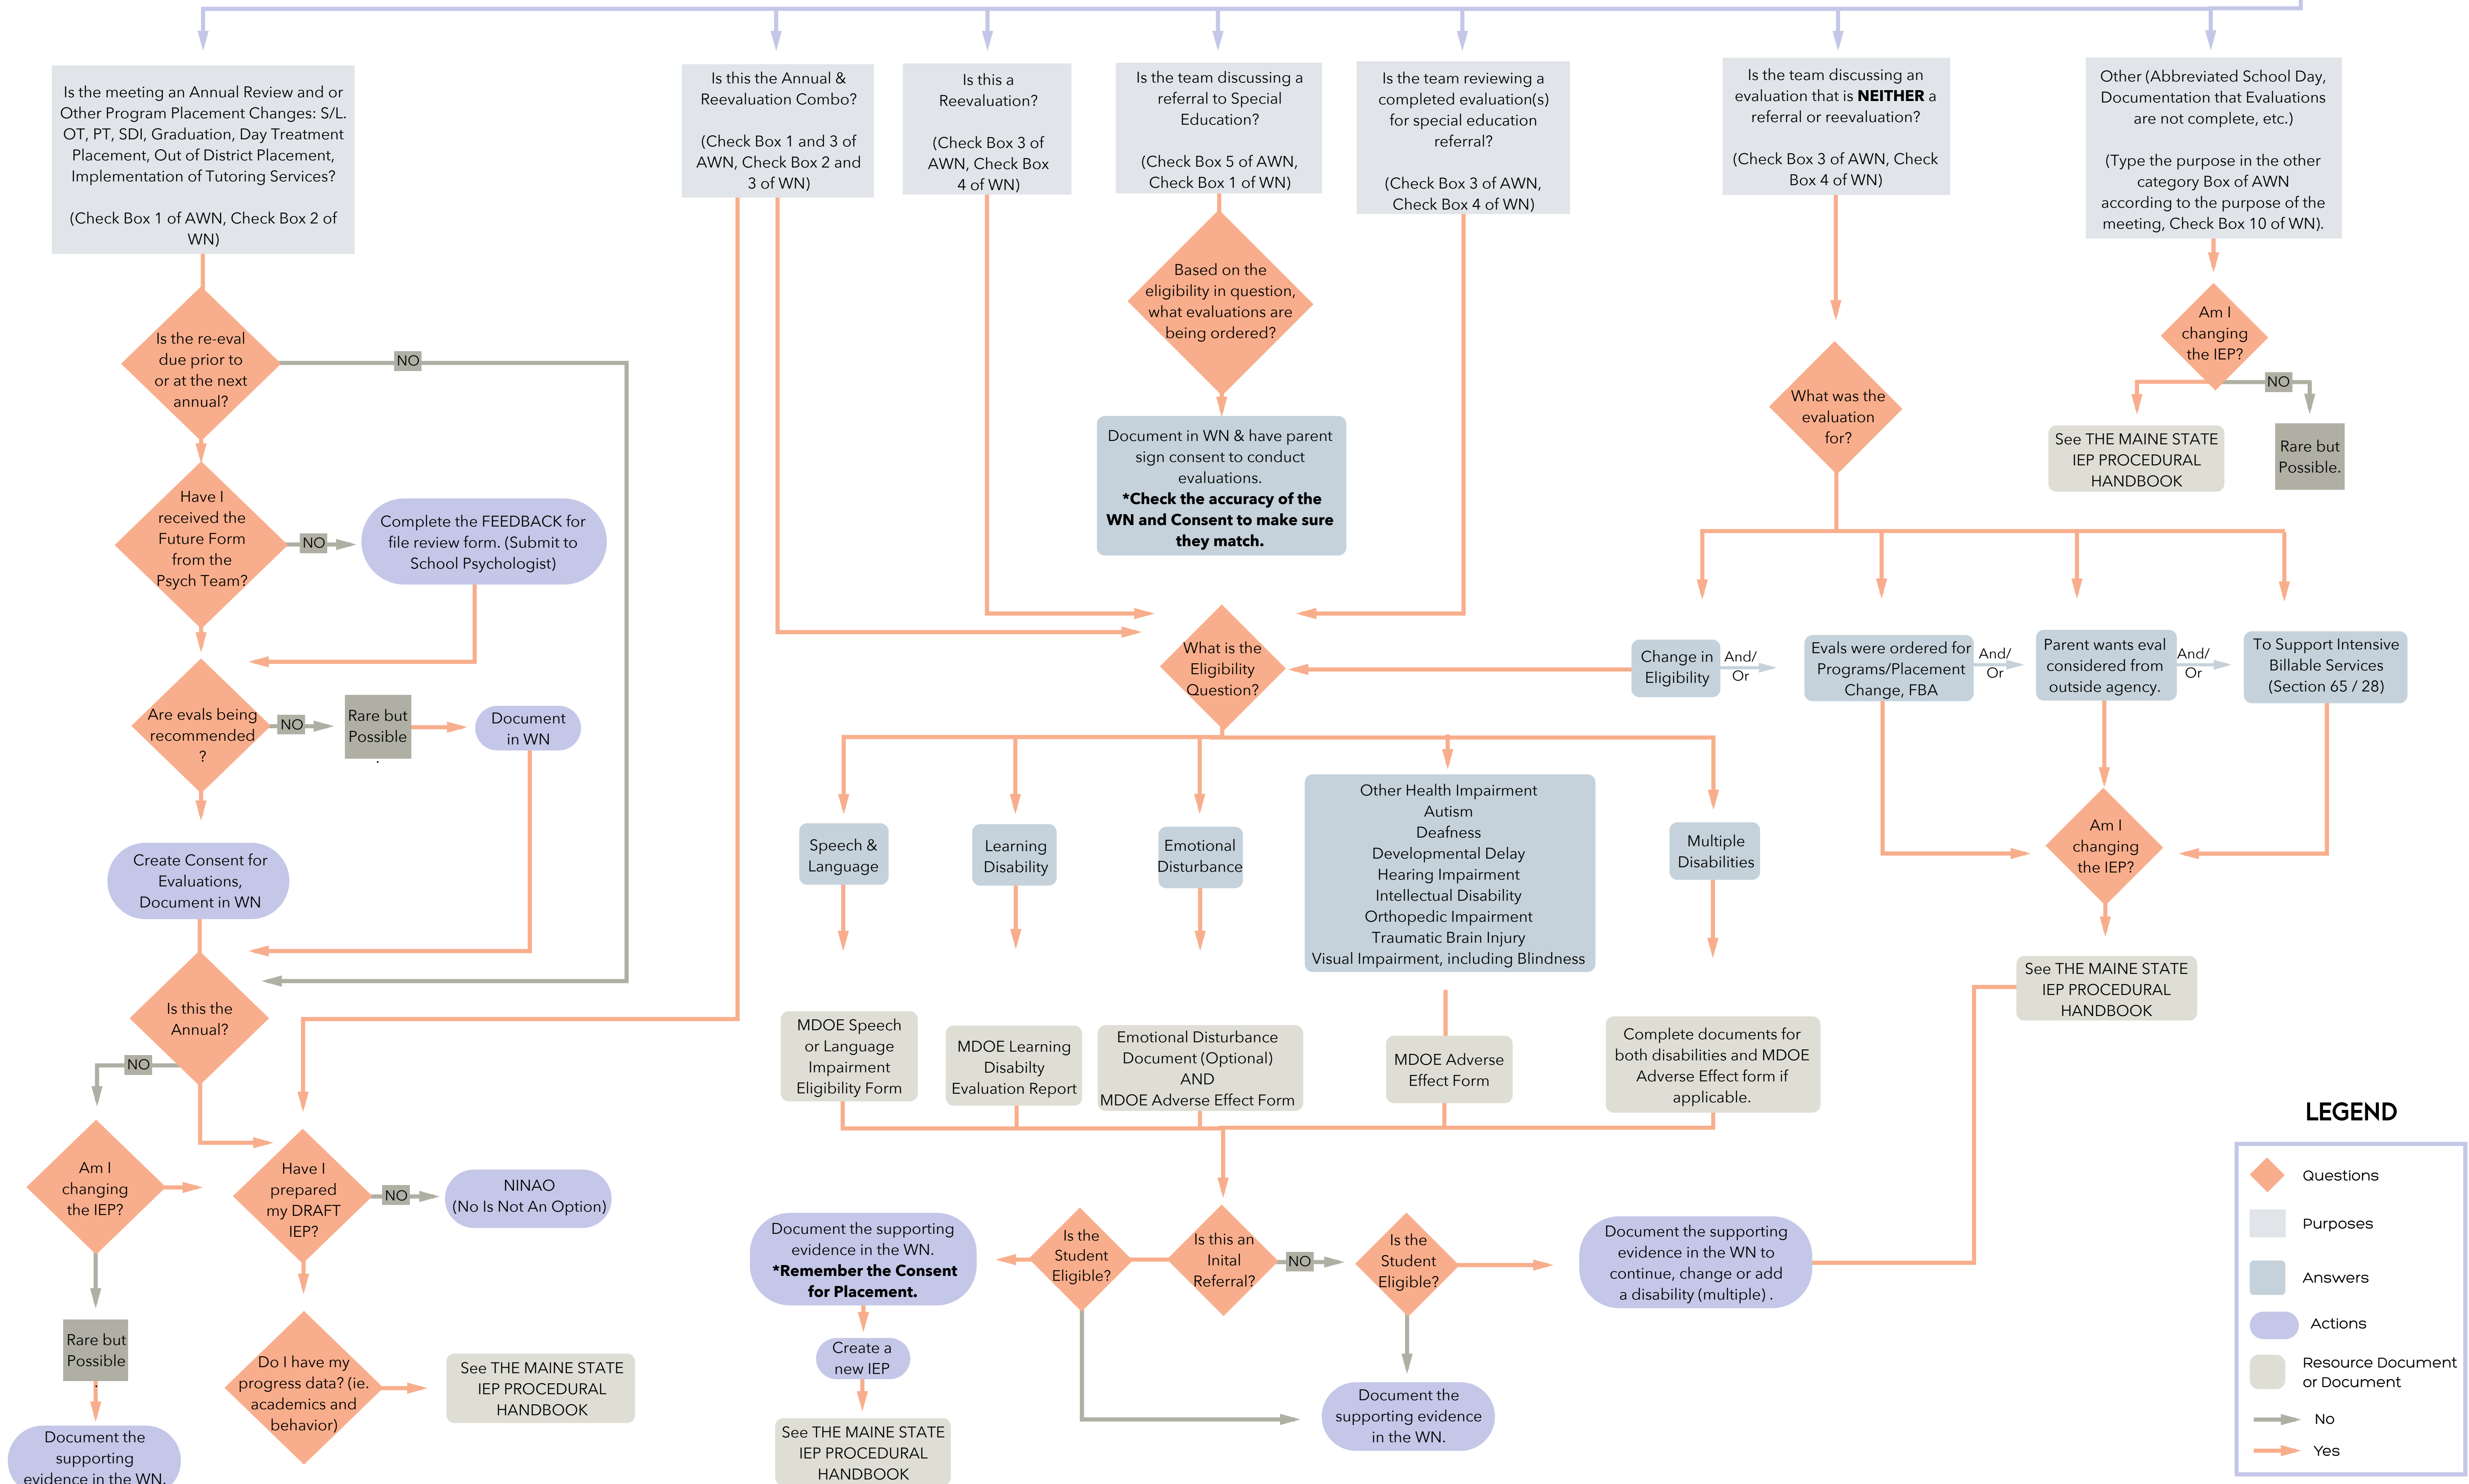 Is the meeting an Annual Review and or
Other Program Placement Changes: S/L.
OT, PT, SDI, Graduation, Day Treatment
Placement, Out of District Placement,
Implementation of Tutoring Services?
(Check Box 1 of AWN, Check Box 2 of
WN)
Is this the Annual &
Reevaluation Combo?
(Check Box 1 and 3 of
AWN, Check Box 2 and
3 of WN)
Is this a
Reevaluation?
(Check Box 3 of
AWN, Check Box
4 of WN)
Is the team discussing a
referral to Special
Education?
(Check Box 5 of AWN,
Check Box 1 of WN)
Is the team reviewing a
completed evaluation(s)
for special education
referral?
(Check Box 3 of AWN,
Check Box 4 of WN)
Is the team discussing an
evaluation that is NEITHER a
referral or reevaluation?
(Check Box 3 of AWN, Check
Box 4 of WN)
Other (Abbreviated School Day,
Documentation that Evaluations
are not complete, etc.)
(Type the purpose in the other
category Box of AWN
according to the purpose of the
meeting, Check Box 10 of WN).
Is the re-eval
due prior to
or at the next
annual?
NO
Have I
received the
Future Form
from the
Psych Team?
NO
Complete the FEEDBACK for
file review form. (Submit to
School Psychologist)
Are evals being
recommended
?
NO
Rare but
Possible
.
Document
in WN
Create Consent for
Evaluations,
Document in WN
Is this the
Annual?
NO
Am I
changing
the IEP?
Rare but
Possible
.
Document the
supporting
evidence in the WN.
Have I
prepared
my DRAFT
IEP?
NO
NINAO
(No Is Not An Option)
Do I have my
progress data? (ie.
academics and
behavior)
See THE MAINE STATE
IEP PROCEDURAL
HANDBOOK
Based on the
eligibility in question,
what evaluations are
being ordered?
Document in WN & have parent
sign consent to conduct
evaluations.
*Check the accuracy of the
WN and Consent to make sure
they match.
What is the
Eligibility
Question?
Speech &
Language
Learning
Disability
Emotional
Disturbance
Other Health Impairment
Autism
Deafness
Developmental Delay
Hearing Impairment
Intellectual Disability
Orthopedic Impairment
Traumatic Brain Injury
Visual Impairment, including Blindness
Multiple
Disabilities
MDOE Speech
or Language
Impairment
Eligibility Form
MDOE Learning
Disabilty
Evaluation Report
Emotional Disturbance
Document (Optional)
AND
MDOE Adverse Effect Form
MDOE Adverse
Effect Form
Complete documents for
both disabilities and MDOE
Adverse Effect form if
applicable.
Document the supporting
evidence in the WN.
*Remember the Consent
for Placement.
Is the
Student
Eligible?
Is this an
Inital
Referral?
NO
Is the
Student
Eligible?
Document the supporting
evidence in the WN to
continue, change or add
a disability (multiple) .
Create a
new IEP
See THE MAINE STATE
IEP PROCEDURAL
HANDBOOK
Document the
supporting evidence
in the WN.
What was the
evaluation
for?
Change in
Eligibility
And/
Or
Evals were ordered for
Programs/Placement
Change, FBA
And/
Or
Parent wants eval
considered from
outside agency.
And/
Or
To Support Intensive
Billable Services
(Section 65 / 28)
Am I
changing
the IEP?
See THE MAINE STATE
IEP PROCEDURAL
HANDBOOK
Am I
changing
the IEP?
NO
See THE MAINE STATE
IEP PROCEDURAL
HANDBOOK
Rare but
Possible.
LEGEND
Questions
Purposes
Answers
Actions
Resource Document
or Document
No
Yes